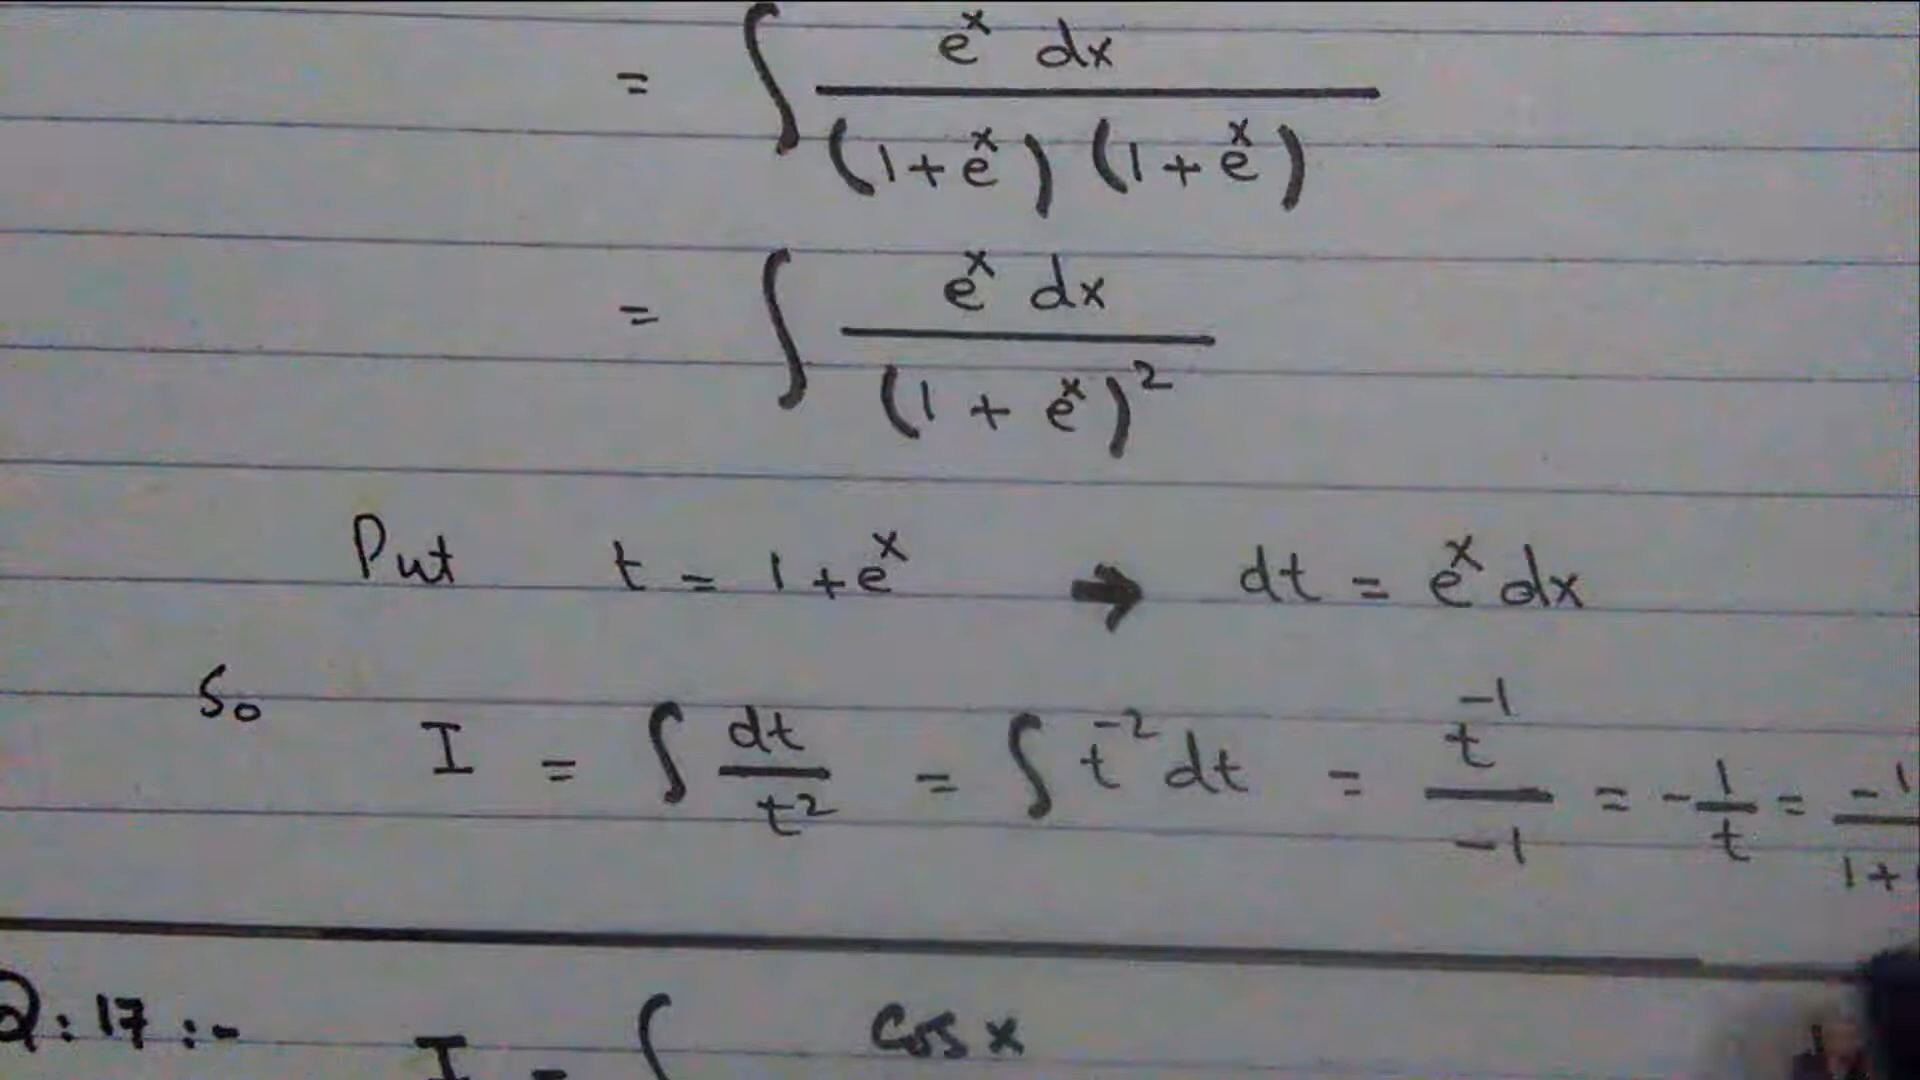 = ∫ e^x dx / (1+e^x) (1+e^x)
= ∫ e^x dx / (1 + e^x)^2
Put t = 1+e^x → dt = e^x dx
So I = ∫ dt / t^2 = ∫ t^-2 dt = t^-1 / -1 = - 1 / t = -1 / 1+
Q:17:- I = ∫ Cos x